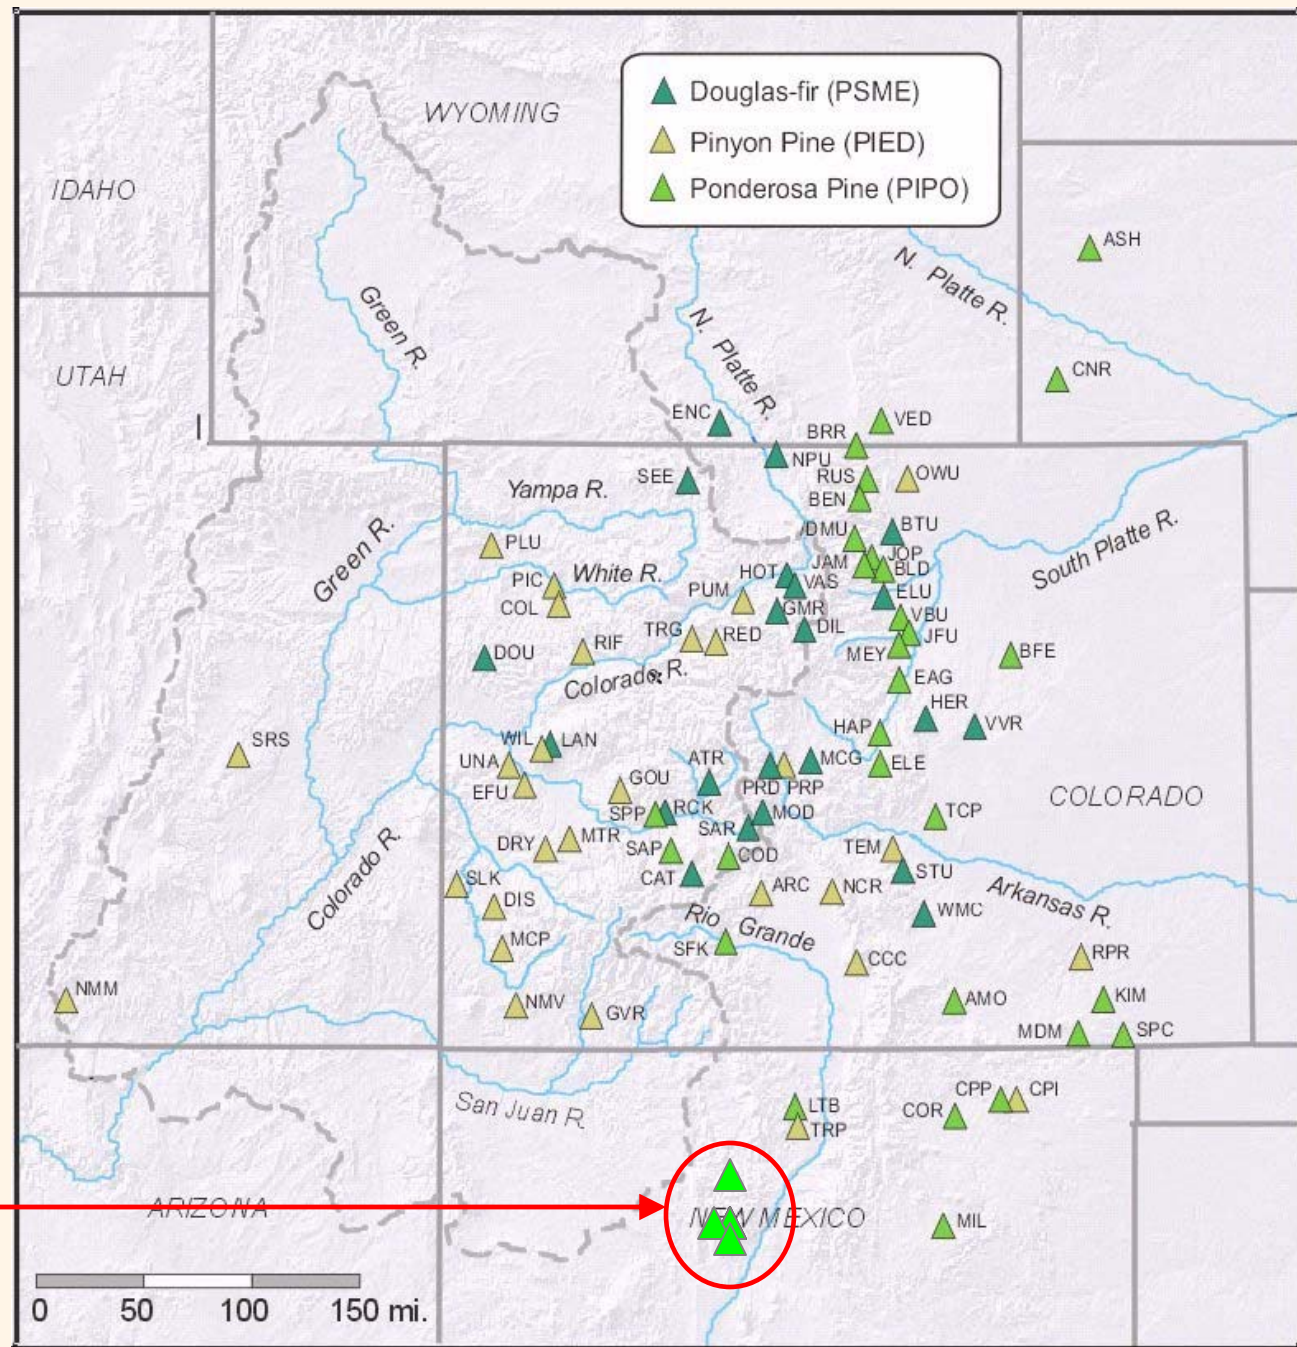 Douglas-fir (PSME)
Pinyon Pine (PIED)
Ponderosa Pine (PIPO)
WYOMING
IDAHO
UTAH
ASH
N. Platte R.
Green R.
N. Platte R.
CNR
ENC
VED
BRR
NPU
SEE
RUS
OWU
BEN
Yampa R.
BTU
DMU
South Platte R.
Green R.
PLU
JOP
JAM
BLD
HOT
VAS
PIC
White R.
PUM
ELU
COL
GMR
VBU
DIL
TRG
RED
JFU
RIF
MEY
BFE
DOU
Colorado R.
EAG
HER
VVR
HAP
SRS
WIL
LAN
ATR
MCG
UNA
ELE
EFU
GOU
PRD
PRP
COLORADO
SPP
RCK
MOD
TCP
SAR
DRY
MTR
SAP
COD
TEM
Colorado R.
CAT
STU
SLK
ARC
NCR
Arkansas R.
DIS
WMC
Rio Grande
MCP
SFK
CCC
RPR
NMM
NMV
GVR
AMO
KIM
MDM
SPC
San Juan R.
LTB
COR
CPP
CPI
TRP
ARIZONA
NEW MEXICO
MIL
0 50 100 150 mi.